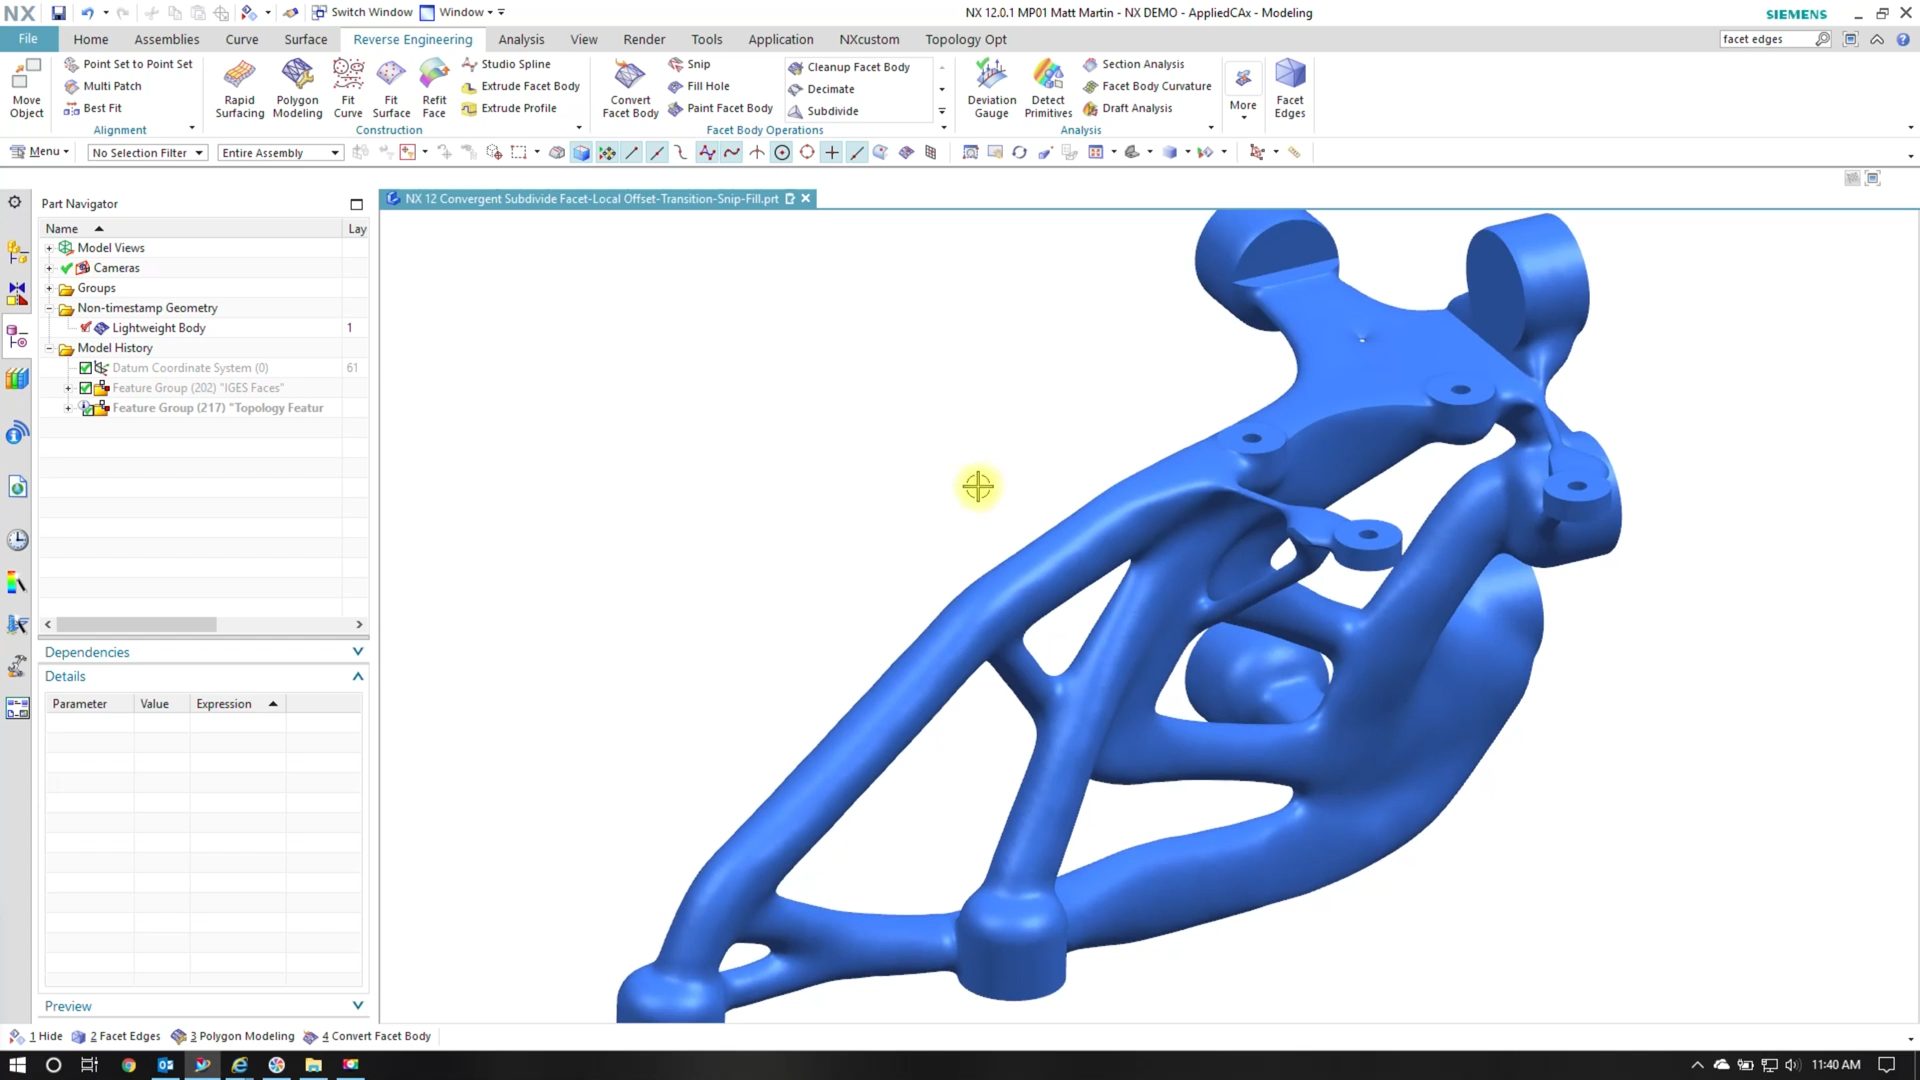 NX
Switch Window
Window
NX 12.0.1 MP01 Matt Martin - NX DEMO - AppliedCAx - Modeling
SIEMENS
File
Home
Assemblies
Curve
Surface
Reverse Engineering
Analysis
View
Render
Tools
Application
NXcustom
Topology Opt
facet edges
Move Object
Point Set to Point Set
Multi Patch
Best Fit
Alignment
Rapid Surfacing
Polygon Modeling
Fit Curve
Fit Surface
Refit Face
Studio Spline
Extrude Facet Body
Extrude Profile
Construction
Convert Facet Body
Snip
Fill Hole
Paint Facet Body
Cleanup Facet Body
Decimate
Subdivide
Facet Body Operations
Deviation Gauge
Detect Primitives
Section Analysis
Facet Body Curvature
Draft Analysis
Analysis
More
Facet Edges
Menu
No Selection Filter
Entire Assembly
Part Navigator
NX 12 Convergent Subdivide Facet-Local Offset-Transition-Snip-Fill.prt
Name
Lay
Model Views
Cameras
Groups
Non-timestamp Geometry
Lightweight Body
1
Model History
Datum Coordinate System (0)
61
Feature Group (202) "IGES Faces"
Feature Group (217) "Topology Featur
Dependencies
Details
Parameter
Value
Expression
Preview
1 Hide
2 Facet Edges
3 Polygon Modeling
4 Convert Facet Body
11:40 AM